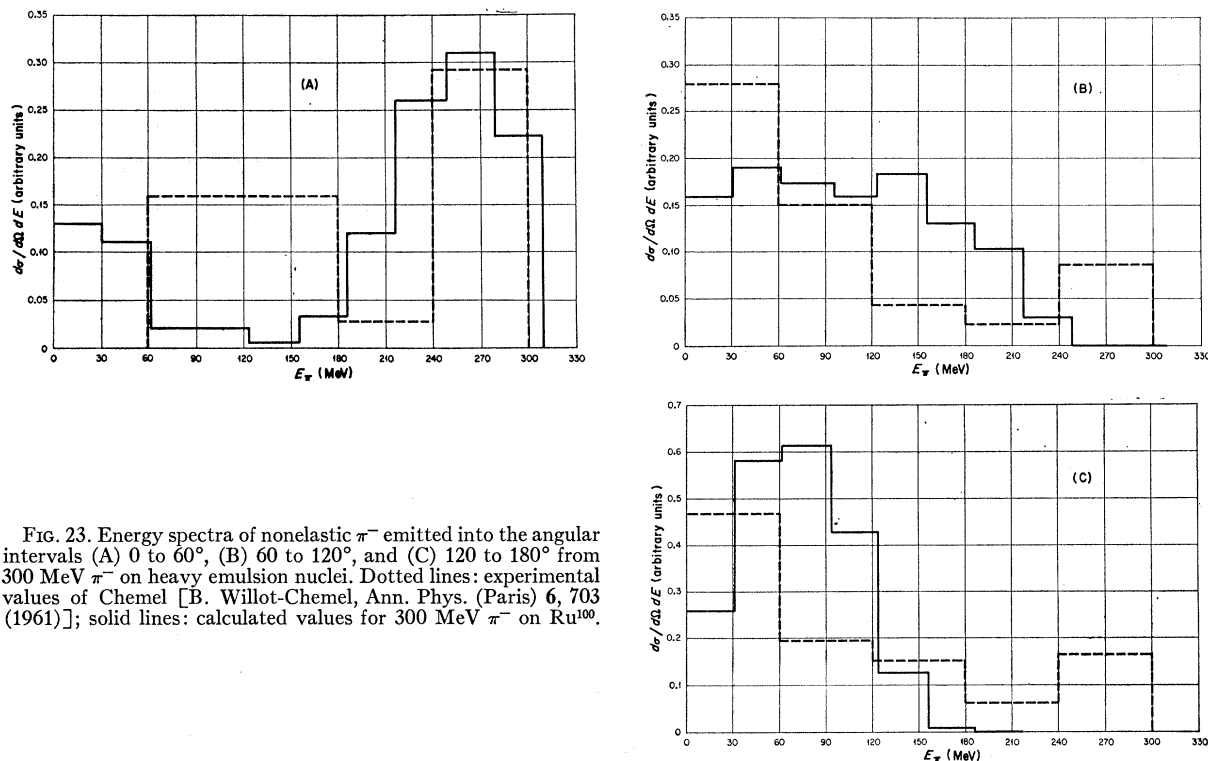 0.35
0.30
0.25
0.20
0.15
0.10
0.05
0
dσ/dΩ dE (arbitrary units)
(A)
0 30 60 90 120 150 180 210 240 270 300 330
Eπ (MeV)
0.35
0.30
0.25
0.20
0.15
0.10
0.05
0
dσ/dΩ dE (arbitrary units)
(B)
0 30 60 90 120 150 180 210 240 270 300 330
Eπ (MeV)
0.7
0.6
0.5
0.4
0.3
0.2
0.1
0
dσ/dΩ dE (arbitrary units)
(C)
0 30 60 90 120 150 180 210 240 270 300 330
Eπ (MeV)
FIG. 23. Energy spectra of nonelastic π⁻ emitted into the angular
intervals (A) 0 to 60°, (B) 60 to 120°, and (C) 120 to 180° from
300 MeV π⁻ on heavy emulsion nuclei. Dotted lines: experimental
values of Chemel [B. Willot-Chemel, Ann. Phys. (Paris) 6, 703
(1961)]; solid lines: calculated values for 300 MeV π⁻ on Ru¹⁰⁰.